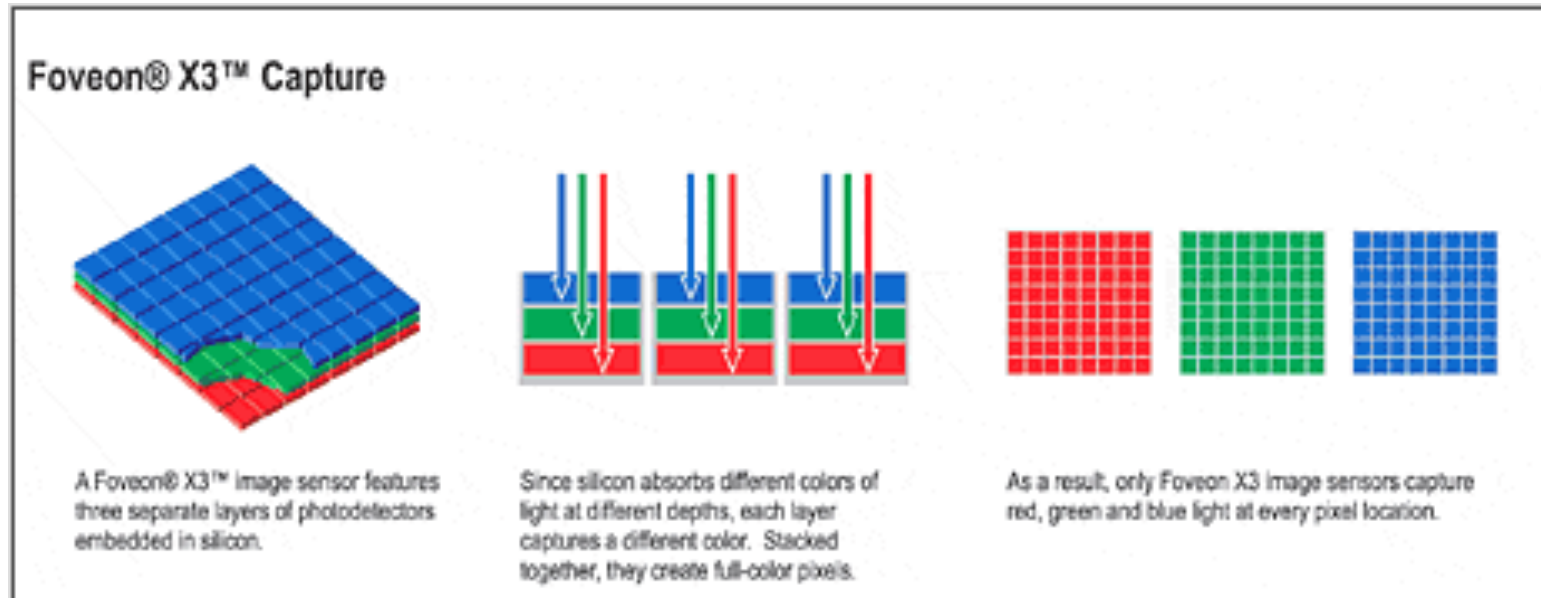 Foveon® X3™ Capture
A Foveon® X3™ image sensor features
three separate layers of photodetectors
embedded in silicon.
Since silicon absorbs different colors of
light at different depths, each layer
captures a different color. Stacked
together, they create full-color pixels.
As a result, only Foveon X3 image sensors capture
red, green and blue light at every pixel location.